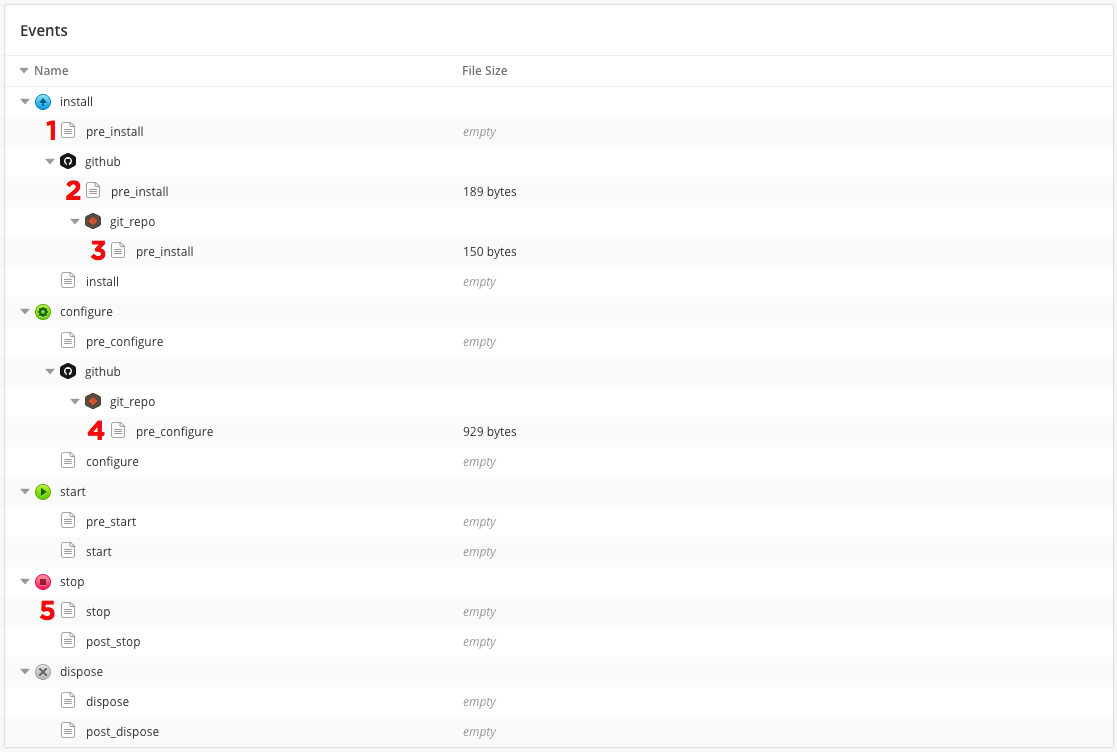 Events
Name File Size
install
1 pre_install empty
github
2 pre_install 189 bytes
git_repo
3 pre_install 150 bytes
install empty
configure
pre_configure empty
github
git_repo
4 pre_configure 929 bytes
configure empty
start
pre_start empty
start empty
stop
5 stop empty
post_stop empty
dispose
dispose empty
post_dispose empty